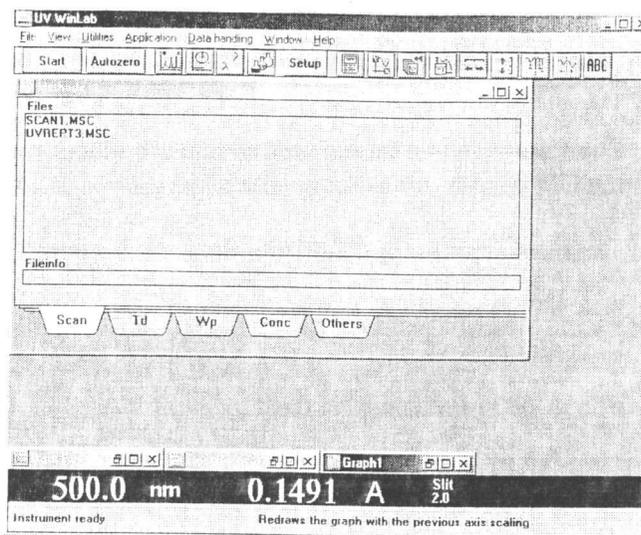 UV WinLab
File View Utilities Application Data handling Window Help
Start Autozero Setup ABC
Files
SCAN1.MSC
UVREPT3.MSC
Fileinfo
Scan Td Wp Conc Others
Graph1
500.0 nm 0.1491 A Slit
2.0
Instrument ready Redraws the graph with the previous axis scaling